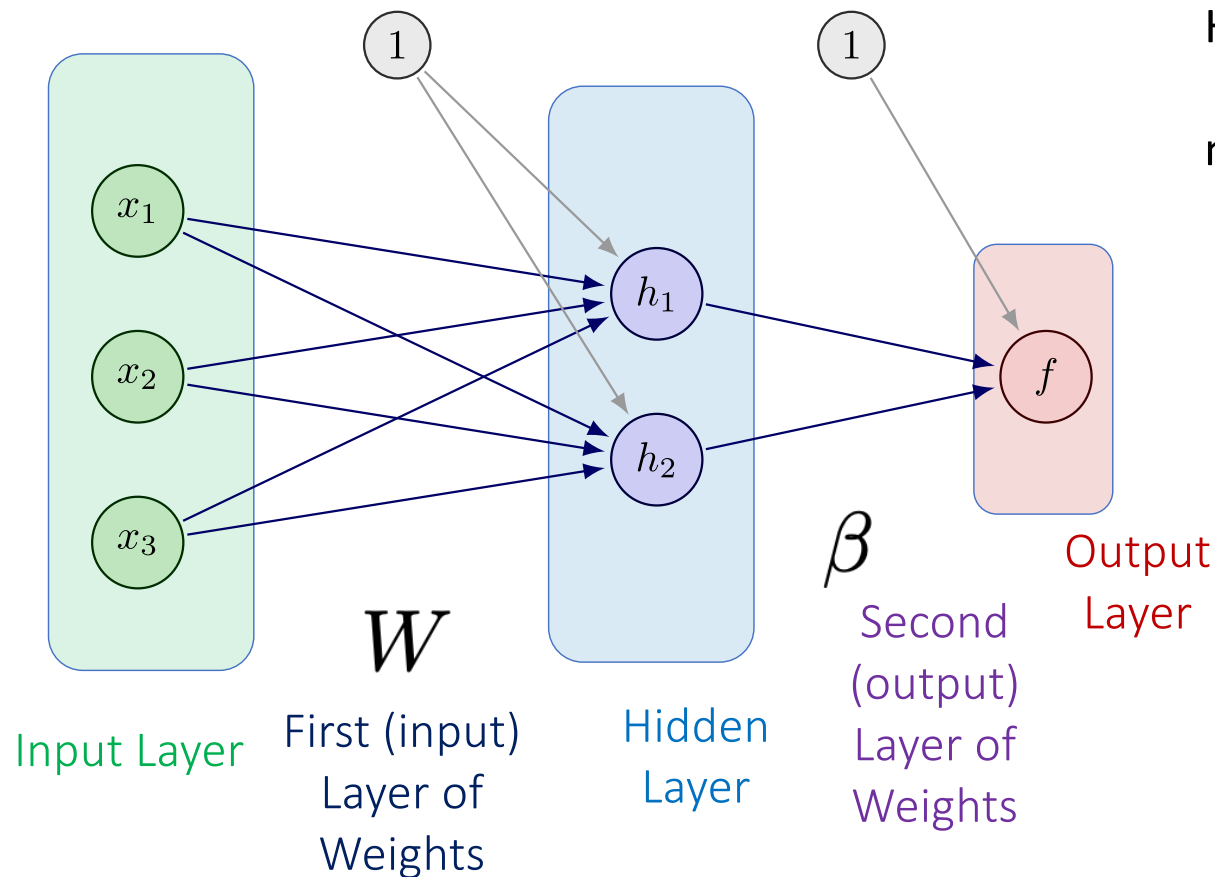 1
1
x₁
x₂
x₃
h₁
h₂
f
W
β
Input Layer
First (input)
Layer of
Weights
Hidden
Layer
Second
(output)
Layer of
Weights
Output
Layer